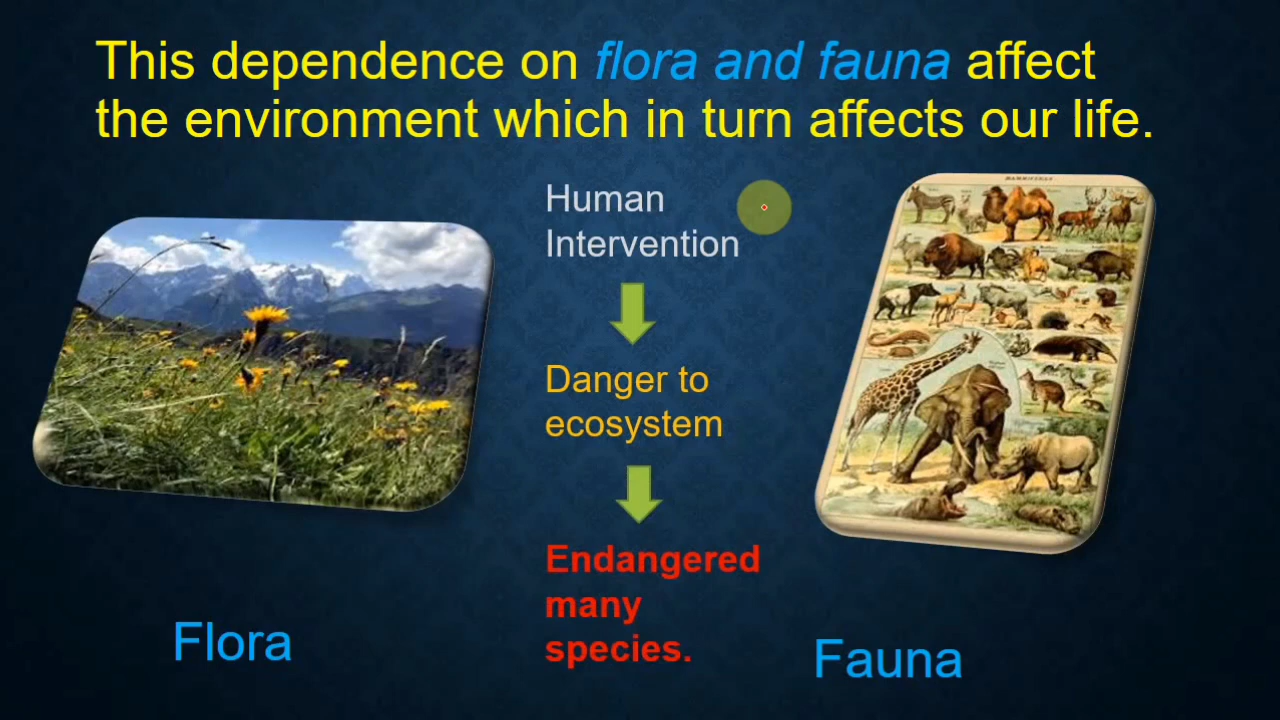 This dependence on flora and fauna affect
the environment which in turn affects our life.
Human
Intervention
Danger to
ecosystem
Endangered
many
species.
Flora
Fauna